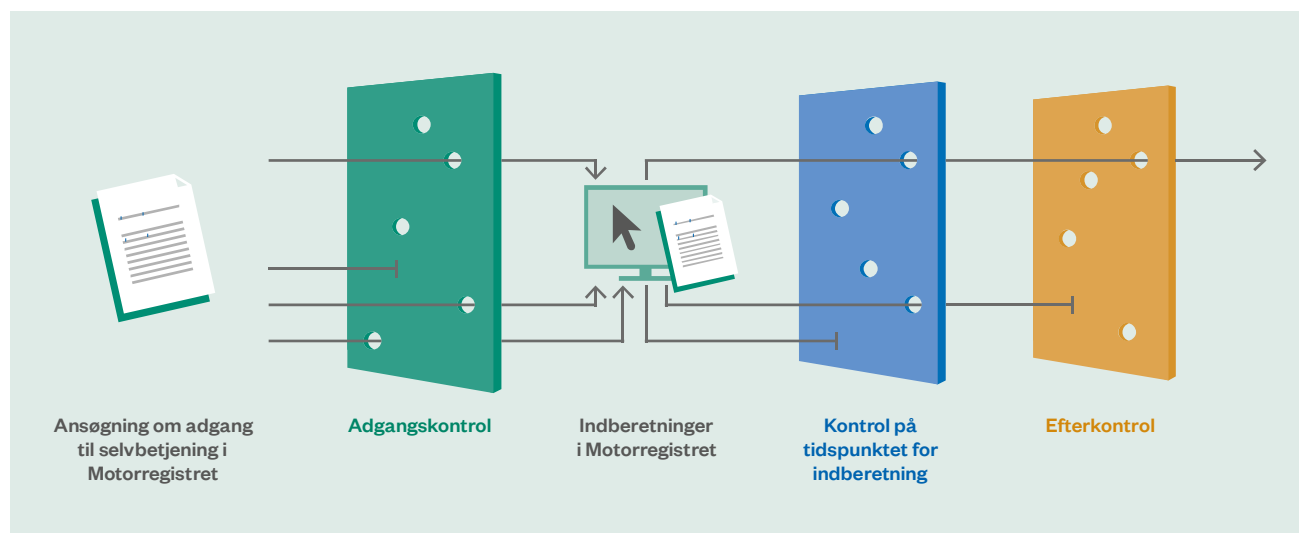 Ansøgning om adgang
til selvbetjening i
Motorregistret
Adgangskontrol
Indberetninger
i Motorregistret
Kontrol på
tidspunktet for
indberetning
Efterkontrol